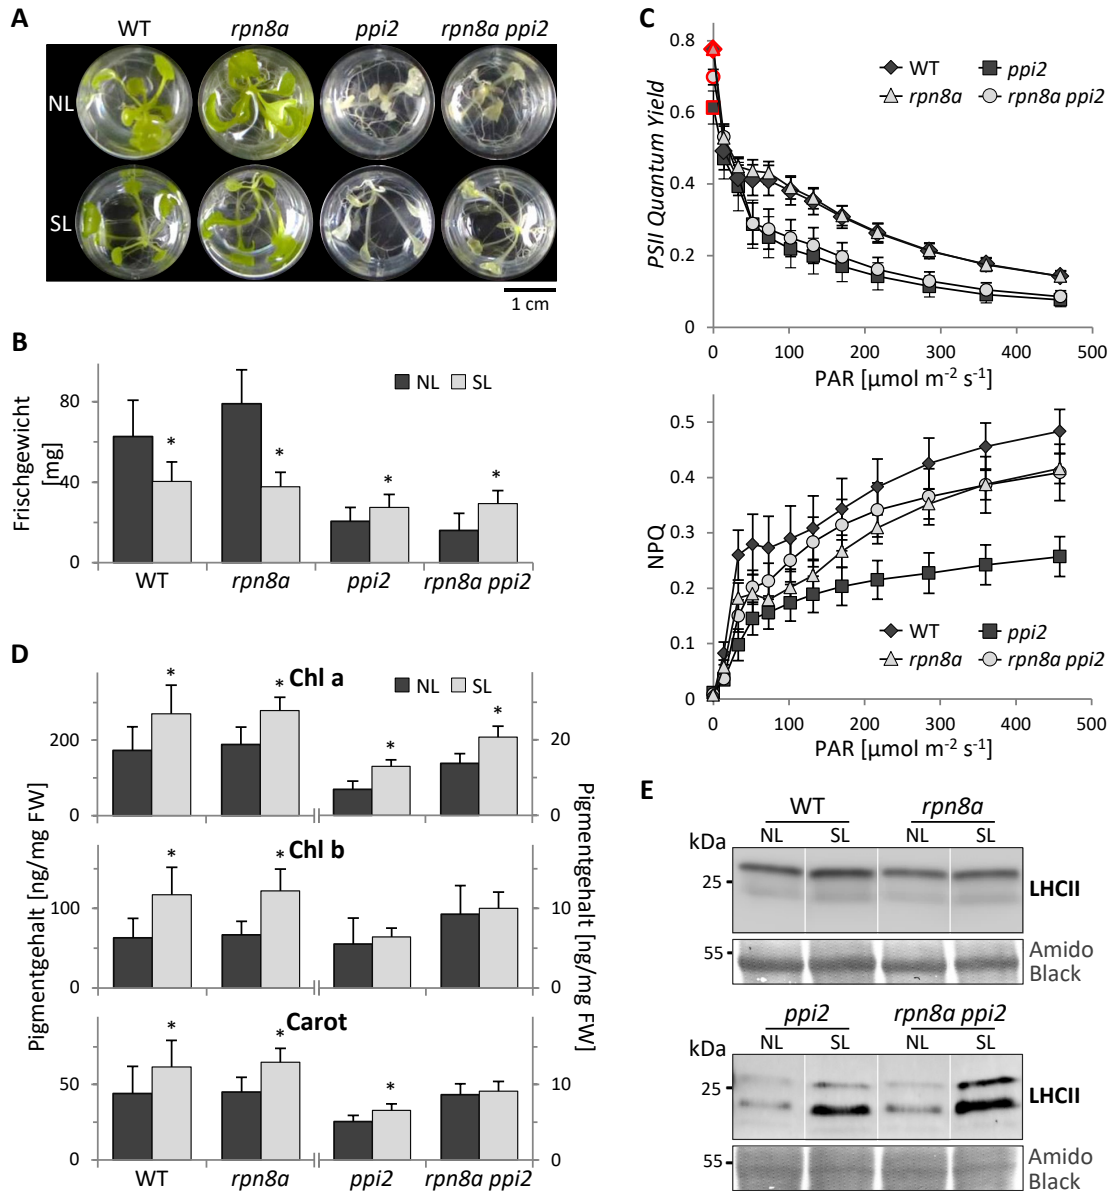 A
WT rpn8a ppi2 rpn8a ppi2
NL
SL
1 cm
B
Frischgewicht
[mg]
80
40
0
NL SL
* * * *
WT rpn8a ppi2 rpn8a ppi2
C
PSII Quantum Yield
0.8
0.6
0.4
0.2
0
WT ppi2
rpn8a rpn8a ppi2
0 100 200 300 400 500
PAR [µmol m⁻² s⁻¹]
NPQ
0.5
0.4
0.3
0.2
0.1
0
WT ppi2
rpn8a rpn8a ppi2
0 100 200 300 400 500
PAR [µmol m⁻² s⁻¹]
D
Pigmentgehalt [ng/mg FW]
Pigmentgehalt [ng/mg FW]
Chl a
NL SL
* * * *
200 20
0 0
Chl b
* *
100 10
0 0
Carot
* * *
50 10
0 0
WT rpn8a ppi2 rpn8a ppi2
E
WT rpn8a
kDa NL SL NL SL
25
LHCII
55
Amido
Black
ppi2 rpn8a ppi2
kDa NL SL NL SL
25
LHCII
55
Amido
Black